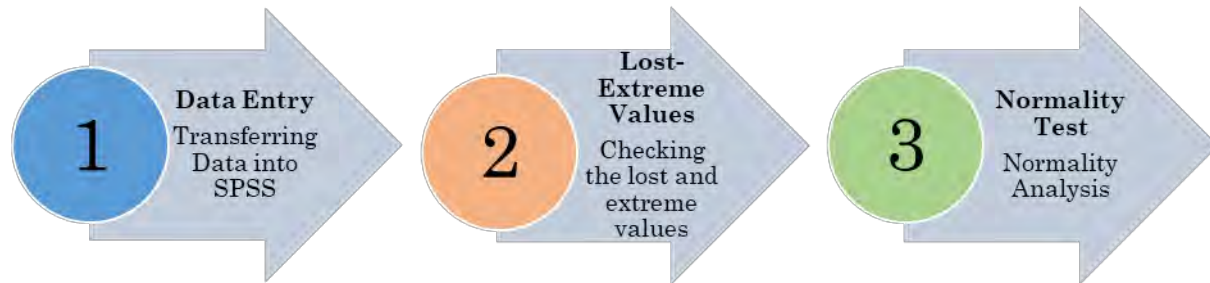 1
Data Entry
Transferring
Data into
SPSS
2
Lost-
Extreme
Values
Checking
the lost and
extreme
values
3
Normality
Test
Normality
Analysis